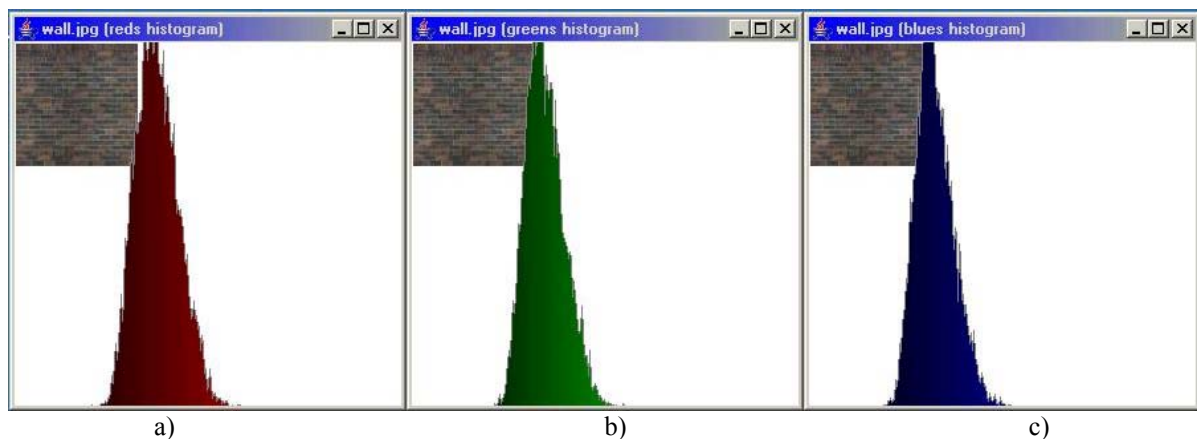 wall.jpg (reds histogram)
wall.jpg (greens histogram)
wall.jpg (blues histogram)
a)
b)
c)